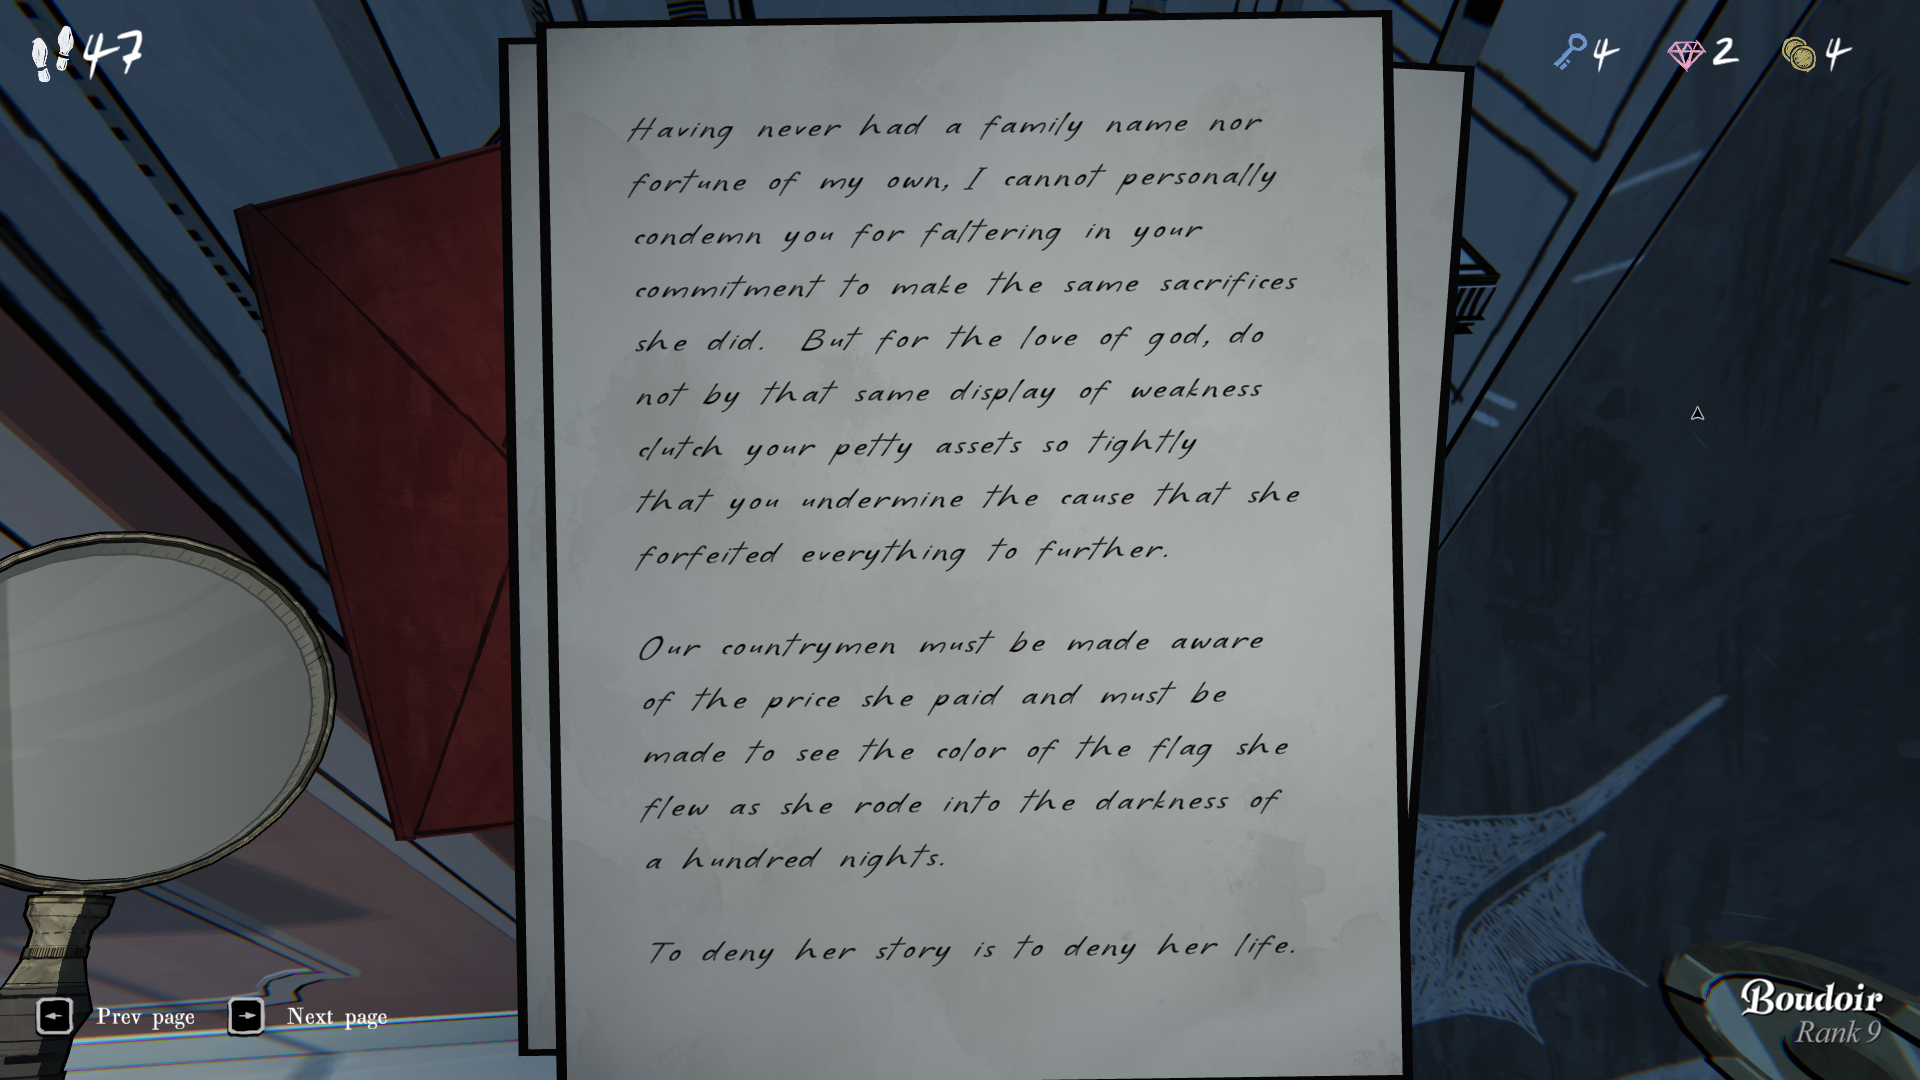 47
4 2 4
Having never had a family name nor
fortune of my own, I cannot personally
condemn you for faltering in your
commitment to make the same sacrifices
she did. But for the love of god, do
not by that same display of weakness
clutch your petty assets so tightly
that you undermine the cause that she
forfeited everything to further.
Our countrymen must be made aware
of the price she paid and must be
made to see the color of the flag she
flew as she rode into the darkness of
a hundred nights.
To deny her story is to deny her life.
Prev page Next page
Boudoir
Rank 9